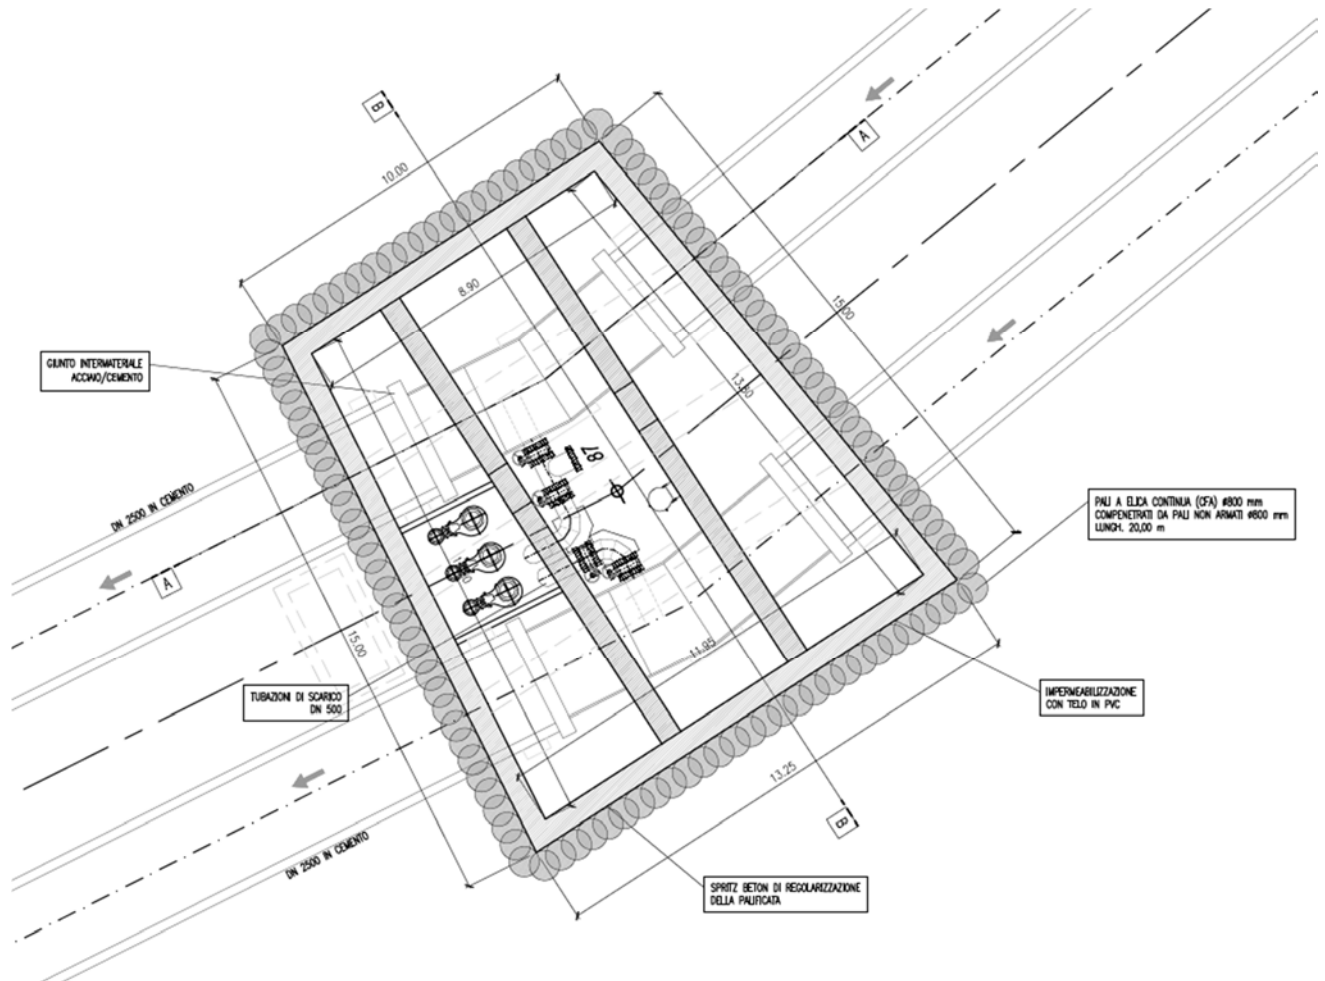 B
10.00
A
8.90
15.00
GIUNTO INTERMATERIALE
ACCIAIO/CEMENTO
13.80
87
DN 2500 IN CEMENTO
PALI A ELICA CONTINUA (CFA) ø800 mm
COMPENETRATI DA PALI NON ARMATI ø800 mm
LUNGH. 20,00 m
A
15.00
11.95
TUBAZIONI DI SCARICO
DN 500
IMPERMEABILIZZAZIONE
CON TELO IN PVC
13.25
B
DN 2500 IN CEMENTO
SPRITZ BETON DI REGOLARIZZAZIONE
DELLA PALIFICATA